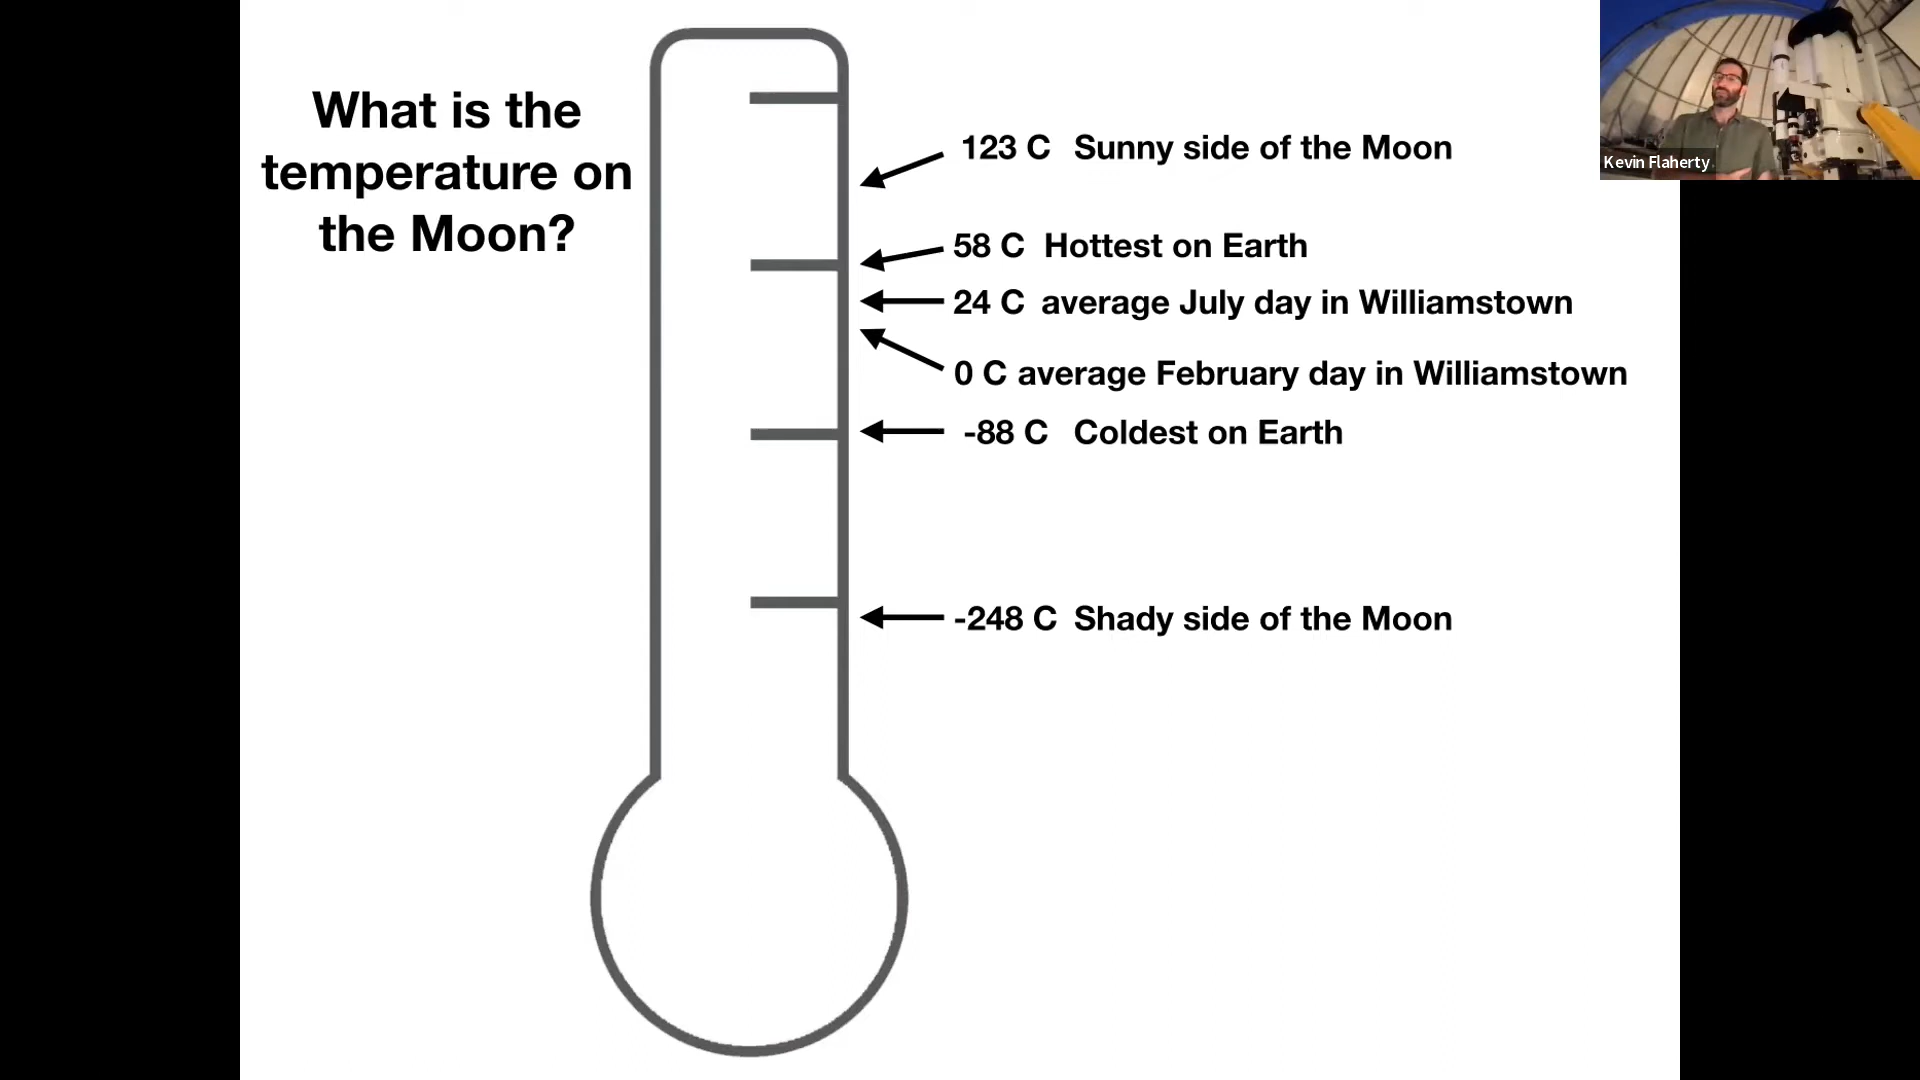 What is the
temperature on
the Moon?
123 C Sunny side of the Moon
58 C Hottest on Earth
24 C average July day in Williamstown
0 C average February day in Williamstown
-88 C Coldest on Earth
-248 C Shady side of the Moon
Kevin Flaherty